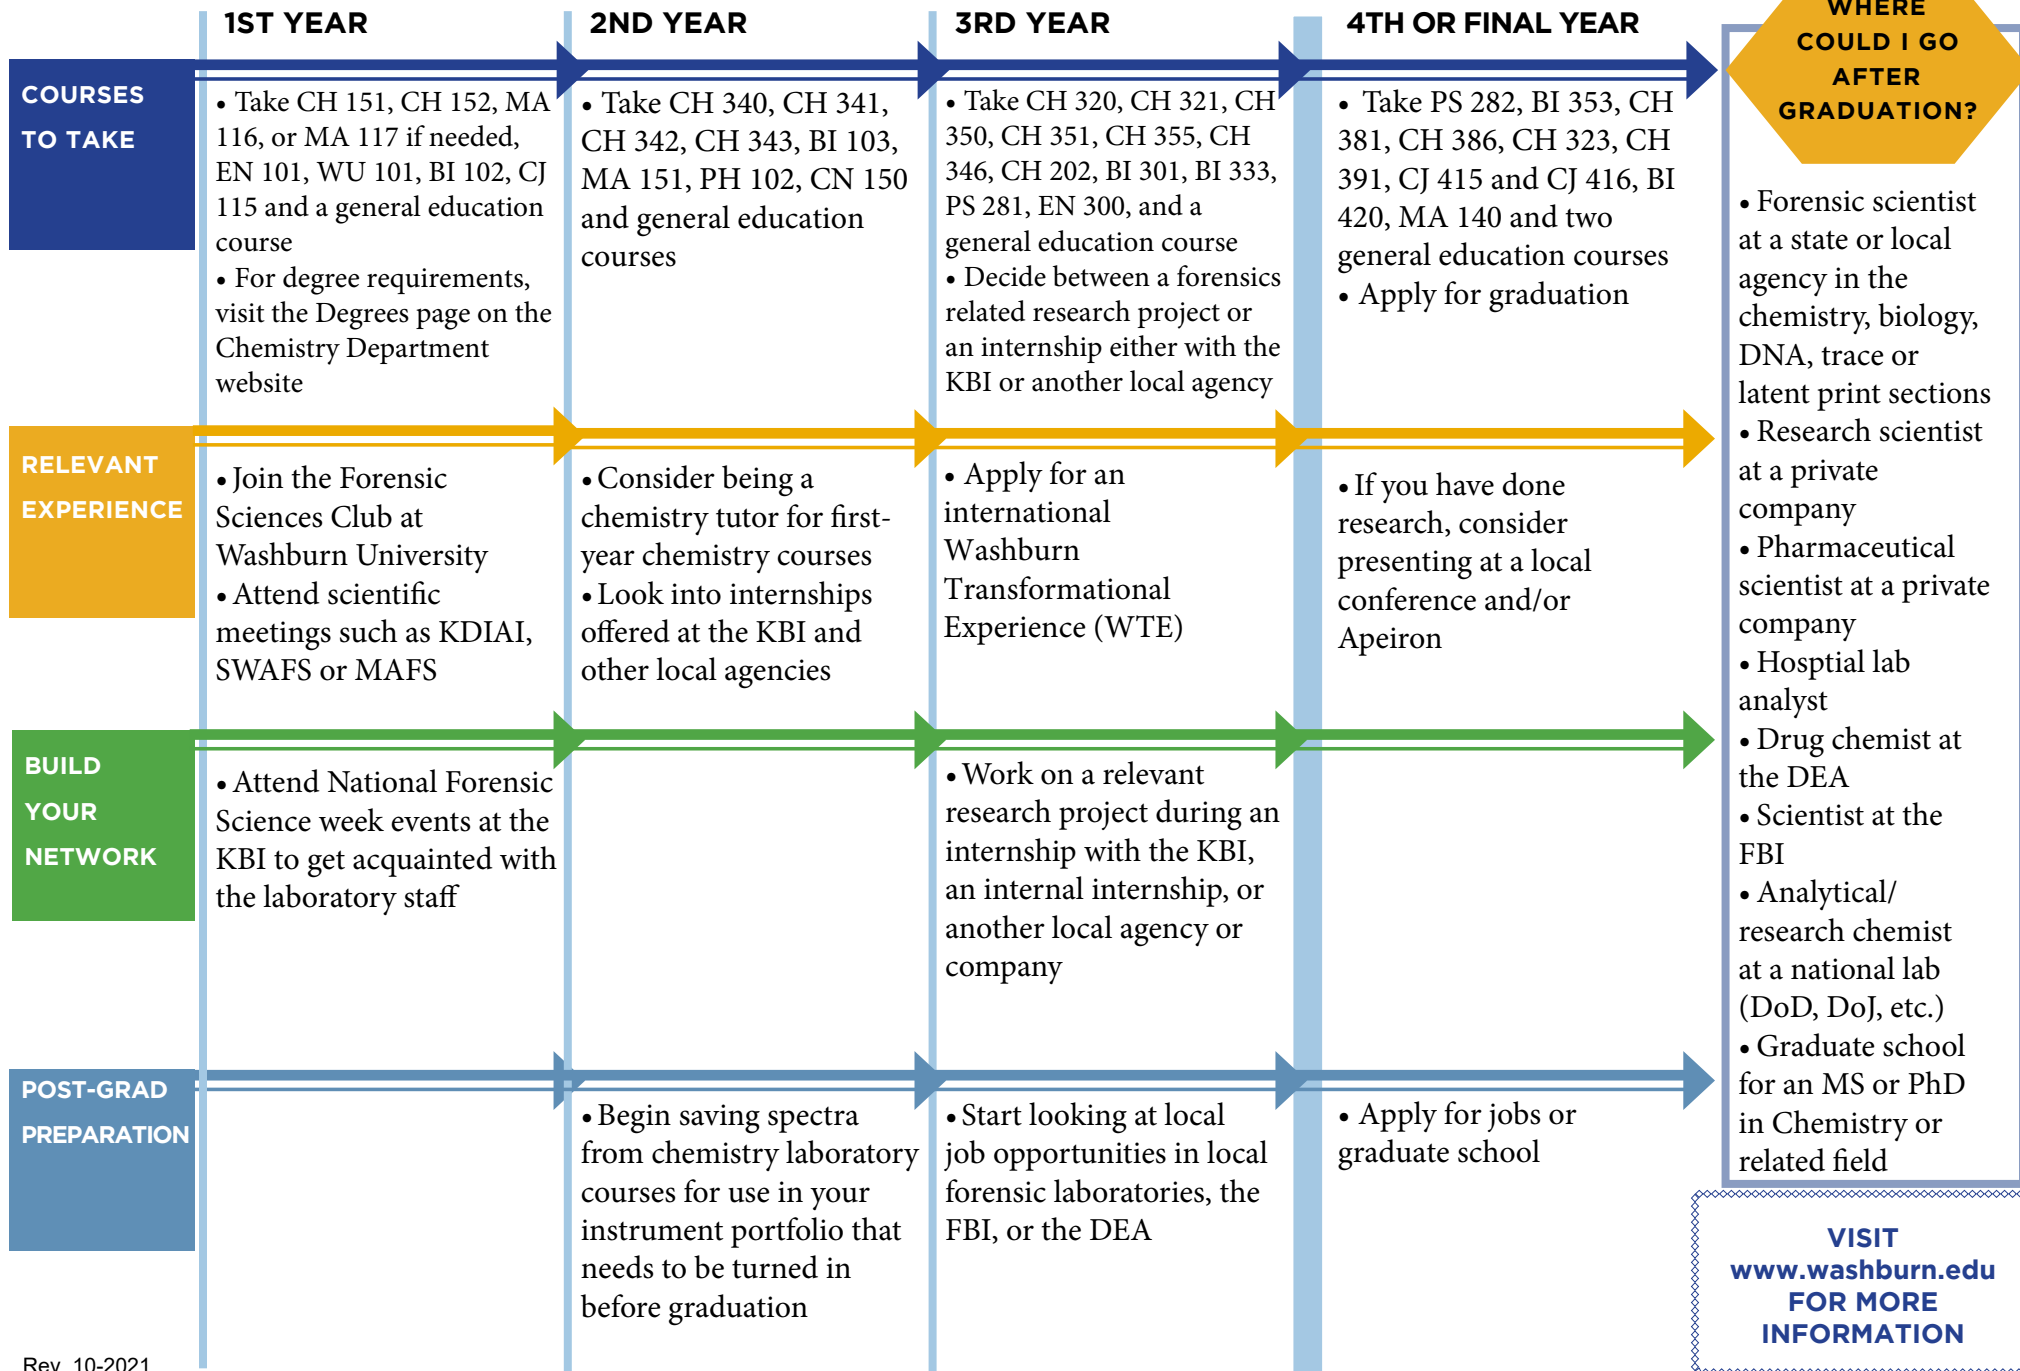 1ST YEAR
2ND YEAR
3RD YEAR
4TH OR FINAL YEAR
COURSES
TO TAKE
• Take CH 151, CH 152, MA
116, or MA 117 if needed,
EN 101, WU 101, BI 102, CJ
115 and a general education
course
• For degree requirements,
visit the Degrees page on the
Chemistry Department
website
• Take CH 340, CH 341,
CH 342, CH 343, BI 103,
MA 151, PH 102, CN 150
and general education
courses
• Take CH 320, CH 321, CH
350, CH 351, CH 355, CH
346, CH 202, BI 301, BI 333,
PS 281, EN 300, and a
general education course
• Decide between a forensics
related research project or
an internship either with the
KBI or another local agency
• Take PS 282, BI 353, CH
381, CH 386, CH 323, CH
391, CJ 415 and CJ 416, BI
420, MA 140 and two
general education courses
• Apply for graduation
RELEVANT
EXPERIENCE
• Join the Forensic
Sciences Club at
Washburn University
• Attend scientific
meetings such as KDIAI,
SWAFS or MAFS
• Consider being a
chemistry tutor for first-
year chemistry courses
• Look into internships
offered at the KBI and
other local agencies
• Apply for an
international
Washburn
Transformational
Experience (WTE)
• If you have done
research, consider
presenting at a local
conference and/or
Apeiron
BUILD
YOUR
NETWORK
• Attend National Forensic
Science week events at the
KBI to get acquainted with
the laboratory staff
• Work on a relevant
research project during an
internship with the KBI,
an internal internship, or
another local agency or
company
POST-GRAD
PREPARATION
• Begin saving spectra
from chemistry laboratory
courses for use in your
instrument portfolio that
needs to be turned in
before graduation
• Start looking at local
job opportunities in local
forensic laboratories, the
FBI, or the DEA
• Apply for jobs or
graduate school
WHERE
COULD I GO
AFTER
GRADUATION?
• Forensic scientist
at a state or local
agency in the
chemistry, biology,
DNA, trace or
latent print sections
• Research scientist
at a private
company
• Pharmaceutical
scientist at a private
company
• Hosptial lab
analyst
• Drug chemist at
the DEA
• Scientist at the
FBI
• Analytical/
research chemist
at a national lab
(DoD, DoJ, etc.)
• Graduate school
for an MS or PhD
in Chemistry or
related field
VISIT
www.washburn.edu
FOR MORE
INFORMATION
Rev. 10-2021